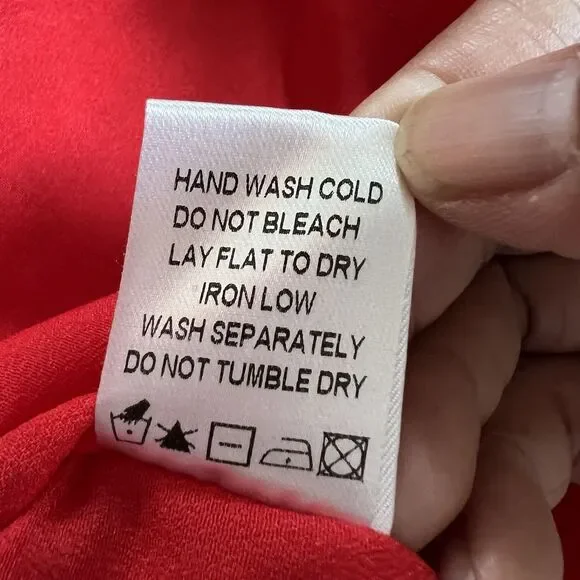 HAND WASH COLD
DO NOT BLEACH
LAY FLAT TO DRY
IRON LOW
WASH SEPARATELY
DO NOT TUMBLE DRY